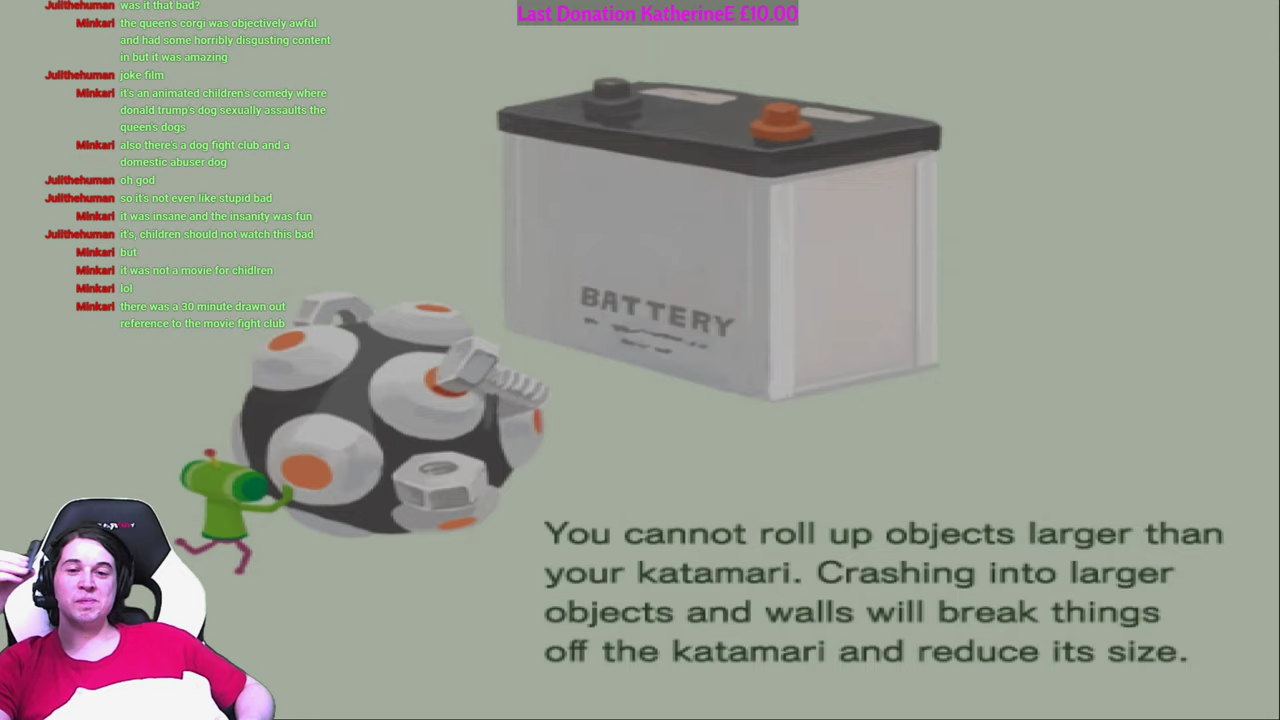 Last Donation KatherineE £10.00
Julithehuman was it that bad?
Minkari the queen's corgi was objectively awful
and had some horribly disgusting content
in but it was amazing
Julithehuman joke film
Minkari it's an animated children's comedy where
donald trump's dog sexually assaults the
queen's dogs
Minkari also there's a dog fight club and a
domestic abuser dog
Julithehuman oh god
Julithehuman so it's not even like stupid bad
Minkari it was insane and the insanity was fun
Julithehuman it's, children should not watch this bad
Minkari but
Minkari it was not a movie for chidlren
Minkari lol
Minkari there was a 30 minute drawn out
reference to the movie fight club
BATTERY
You cannot roll up objects larger than
your katamari. Crashing into larger
objects and walls will break things
off the katamari and reduce its size.